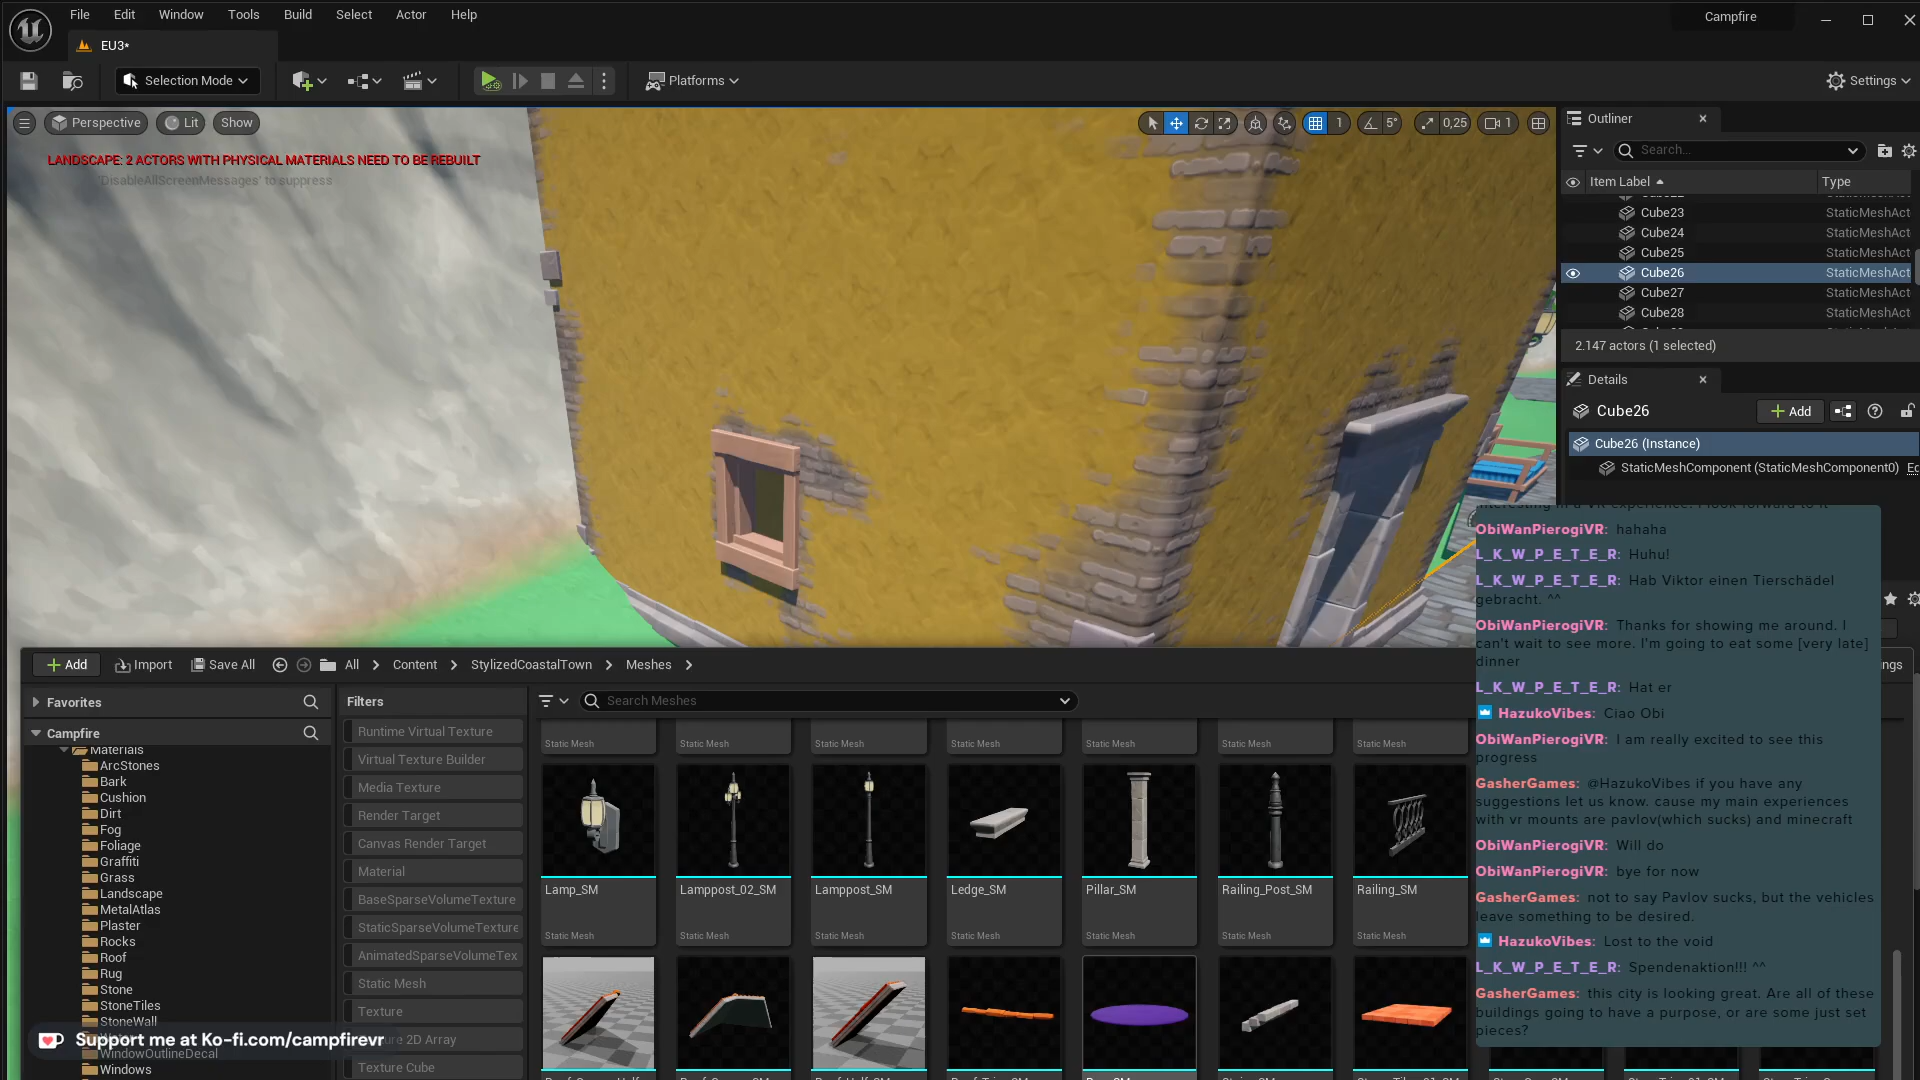 File Edit Window Tools Build Select Actor Help
Campfire
EU3*
Selection Mode
Platforms
Settings
Perspective Lit Show
1 5° 0,25 1
LANDSCAPE: 2 ACTORS WITH PHYSICAL MATERIALS NEED TO BE REBUILT
'DisableAllScreenMessages' to suppress
Outliner
Search...
Item Label Type
Cube23 StaticMeshAct
Cube24 StaticMeshAct
Cube25 StaticMeshAct
Cube26 StaticMeshAct
Cube27 StaticMeshAct
Cube28 StaticMeshAct
2.147 actors (1 selected)
Details
Cube26
Add
Cube26 (Instance)
StaticMeshComponent (StaticMeshComponent0)
interesting in a VR experience. I look forward to it
ObiWanPierogiVR: hahaha
L_K_W_P_E_T_E_R: Huhu!
L_K_W_P_E_T_E_R: Hab Viktor einen Tierschädel
gebracht. ^^
ObiWanPierogiVR: Thanks for showing me around. I
can't wait to see more. I'm going to eat some [very late]
dinner
L_K_W_P_E_T_E_R: Hat er
HazukoVibes: Ciao Obi
ObiWanPierogiVR: I am really excited to see this
progress
GasherGames: @HazukoVibes if you have any
suggestions let us know. cause my main experiences
with vr mounts are pavlov(which sucks) and minecraft
ObiWanPierogiVR: Will do
ObiWanPierogiVR: bye for now
GasherGames: not to say Pavlov sucks, but the vehicles
leave something to be desired.
HazukoVibes: Lost to the void
L_K_W_P_E_T_E_R: Spendenaktion!!! ^^
GasherGames: this city is looking great. Are all of these
buildings going to have a purpose, or are some just set
pieces?
Add Import Save All All Content StylizedCoastalTown Meshes
Favorites
Campfire
Materials
ArcStones
Bark
Cushion
Dirt
Fog
Foliage
Graffiti
Grass
Landscape
MetalAtlas
Plaster
Rocks
Roof
Rug
Stone
StoneTiles
StoneWall
WindowOutlineDecal
Windows
Support me at Ko-fi.com/campfirevr
Filters
Runtime Virtual Texture
Virtual Texture Builder
Media Texture
Render Target
Canvas Render Target
Material
BaseSparseVolumeTexture
StaticSparseVolumeTexture
AnimatedSparseVolumeTex
Static Mesh
Texture
2D Array
Texture Cube
Search Meshes
Static Mesh Static Mesh Static Mesh Static Mesh Static Mesh Static Mesh Static Mesh
Lamp_SM Lamppost_02_SM Lamppost_SM Ledge_SM Pillar_SM Railing_Post_SM Railing_SM
Static Mesh Static Mesh Static Mesh Static Mesh Static Mesh Static Mesh Static Mesh